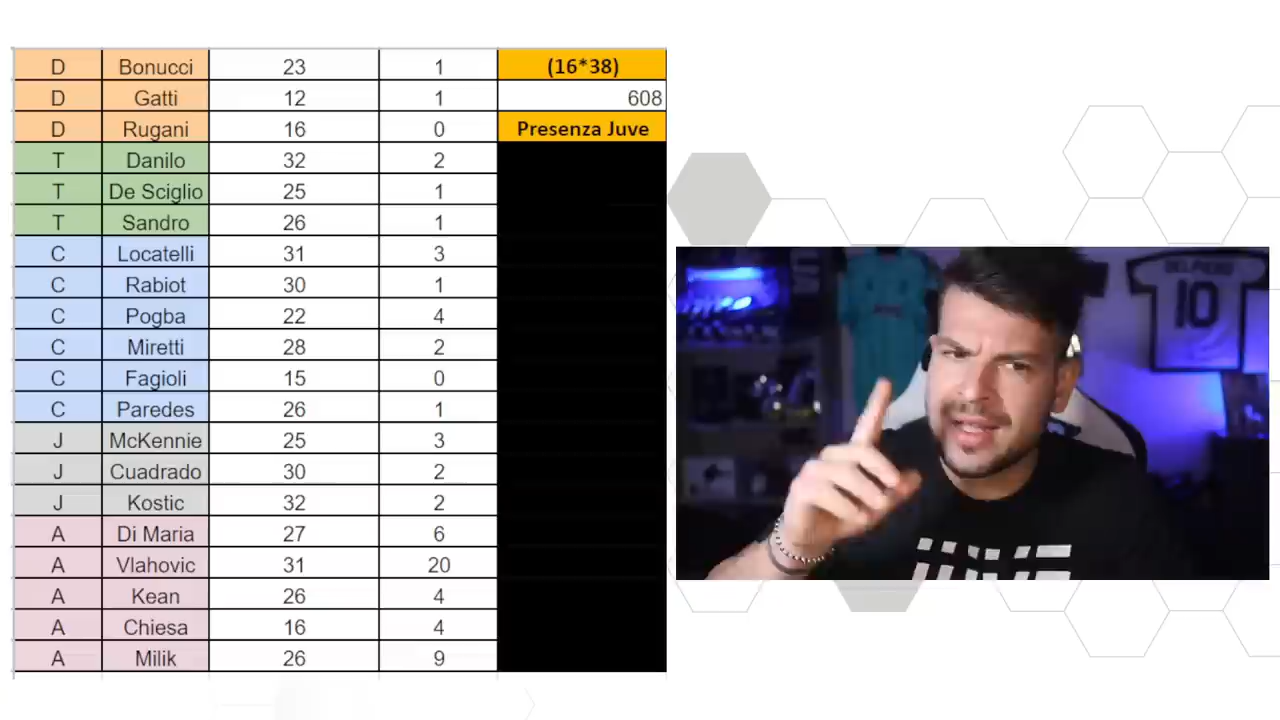 D Bonucci 23 1 (16*38)
D Gatti 12 1 608
D Rugani 16 0 Presenza Juve
T Danilo 32 2
T De Sciglio 25 1
T Sandro 26 1
C Locatelli 31 3
C Rabiot 30 1
C Pogba 22 4
C Miretti 28 2
C Fagioli 15 0
C Paredes 26 1
J McKennie 25 3
J Cuadrado 30 2
J Kostic 32 2
A Di Maria 27 6
A Vlahovic 31 20
A Kean 26 4
A Chiesa 16 4
A Milik 26 9
DEL PIERO
10